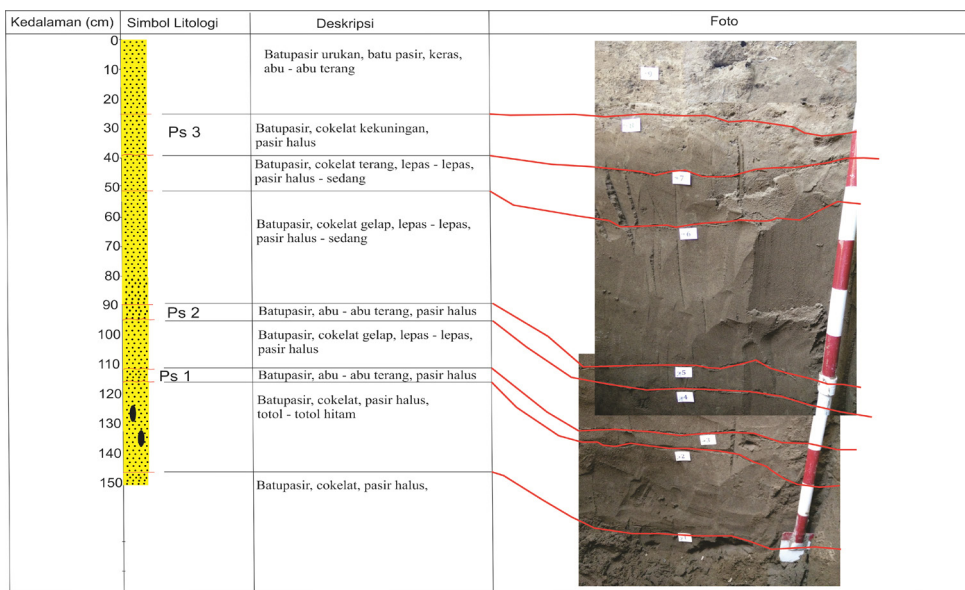 Kedalaman (cm) Simbol Litologi Deskripsi Foto
0
Batupasir urukan, batu pasir, keras,
abu - abu terang
10
20
30
Ps 3
Batupasir, cokelat kekuningan,
pasir halus
40
Batupasir, cokelat terang, lepas - lepas,
pasir halus - sedang
50
60
Batupasir, cokelat gelap, lepas - lepas,
pasir halus - sedang
70
80
90
Ps 2
Batupasir, abu - abu terang, pasir halus
100
Batupasir, cokelat gelap, lepas - lepas,
pasir halus
110
Ps 1
Batupasir, abu - abu terang, pasir halus
120
Batupasir, cokelat, pasir halus,
totol - totol hitam
130
140
150
Batupasir, cokelat, pasir halus,